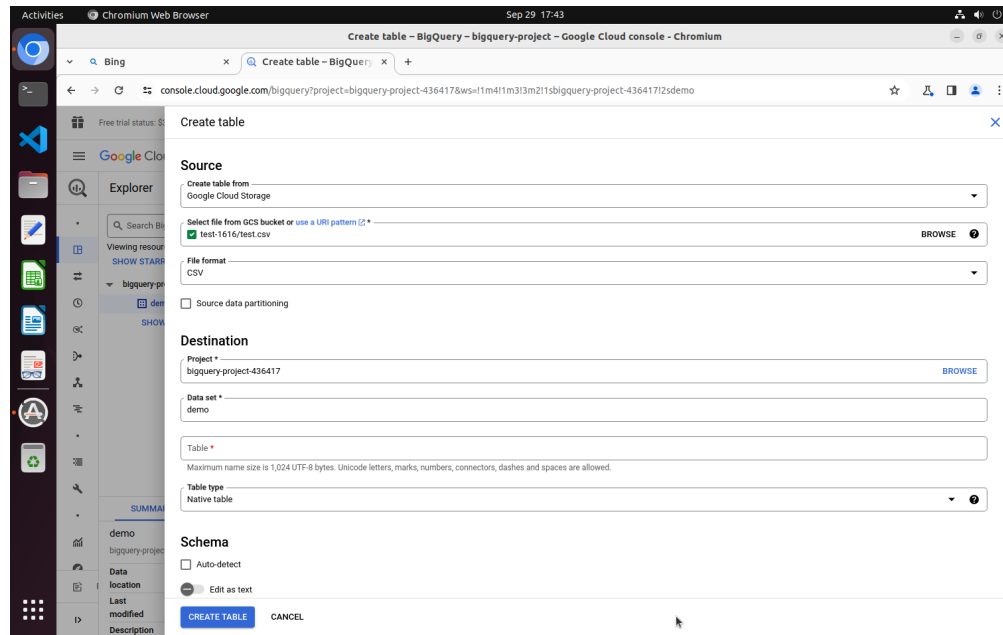 Activities
Chromium Web Browser
Sep 29 17:43
Create table – BigQuery – bigquery-project – Google Cloud console - Chromium
Bing
Create table – BigQuery
console.cloud.google.com/bigquery?project=bigquery-project-436417&ws=!1m4!1m3!3m2!1sbigquery-project-436417!2sdemo
Free trial status:
Create table
Google Clo
Explorer
Search Bi
Viewing resour
SHOW STARR
bigquery-pr
dem
SHOW
Source
Create table from
Google Cloud Storage
Select file from GCS bucket or use a URI pattern *
test-1616/test.csv
BROWSE
File format
CSV
Source data partitioning
Destination
Project *
bigquery-project-436417
BROWSE
Data set *
demo
Table *
Maximum name size is 1,024 UTF-8 bytes. Unicode letters, marks, numbers, connectors, dashes and spaces are allowed.
Table type
Native table
Schema
Auto-detect
Edit as text
CREATE TABLE
CANCEL
SUMMAR
demo
bigquery-projec
Data
location
Last
modified
Description